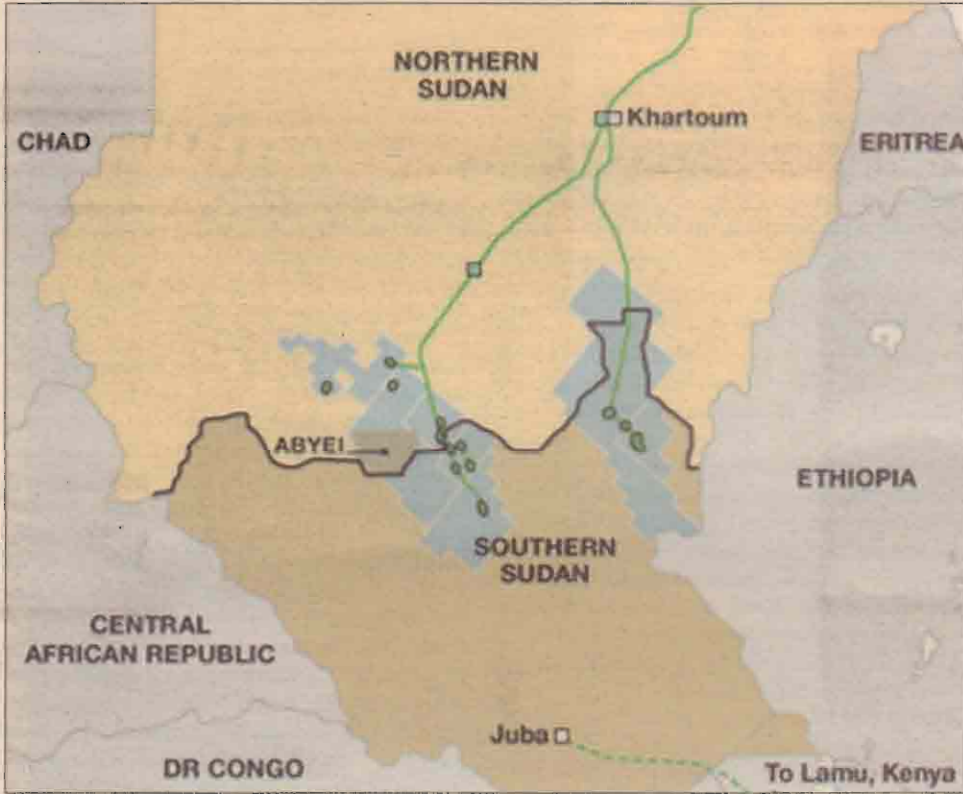 NORTHERN
SUDAN
Khartoum
CHAD
ERITREA
ABYEI
ETHIOPIA
SOUTHERN
SUDAN
CENTRAL
AFRICAN REPUBLIC
Juba
DR CONGO
To Lamu, Kenya